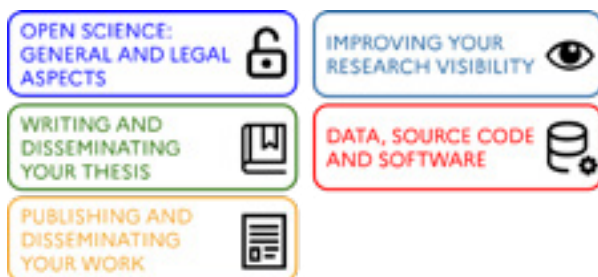 OPEN SCIENCE:
GENERAL AND LEGAL
ASPECTS
IMPROVING YOUR
RESEARCH VISIBILITY
WRITING AND
DISSEMINATING
YOUR THESIS
DATA, SOURCE CODE
AND SOFTWARE
PUBLISHING AND
DISSEMINATING
YOUR WORK